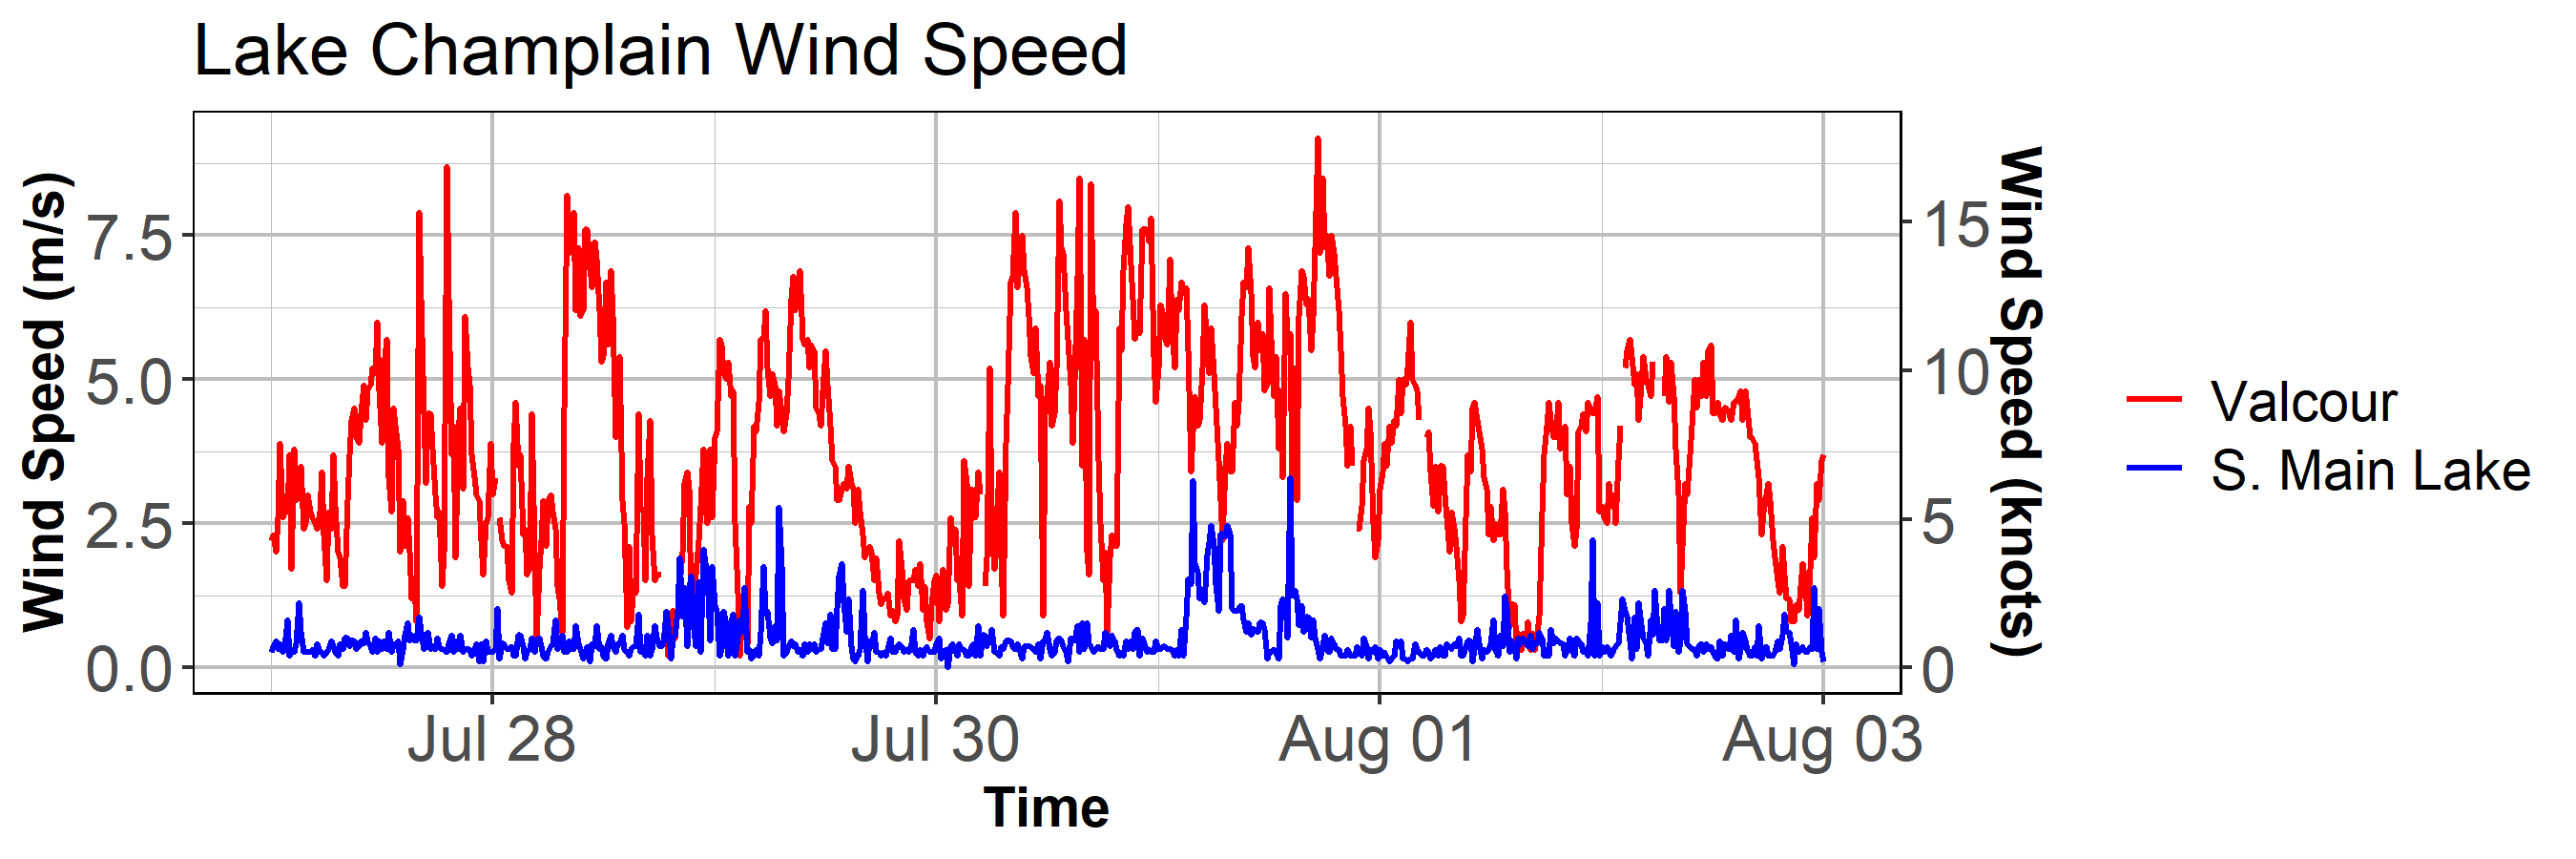 Lake Champlain Wind Speed
Wind Speed (m/s)
7.5
5.0
2.5
0.0
15
10
5
0
Wind Speed (knots)
Jul 28
Jul 30
Aug 01
Aug 03
Time
Valcour
S. Main Lake